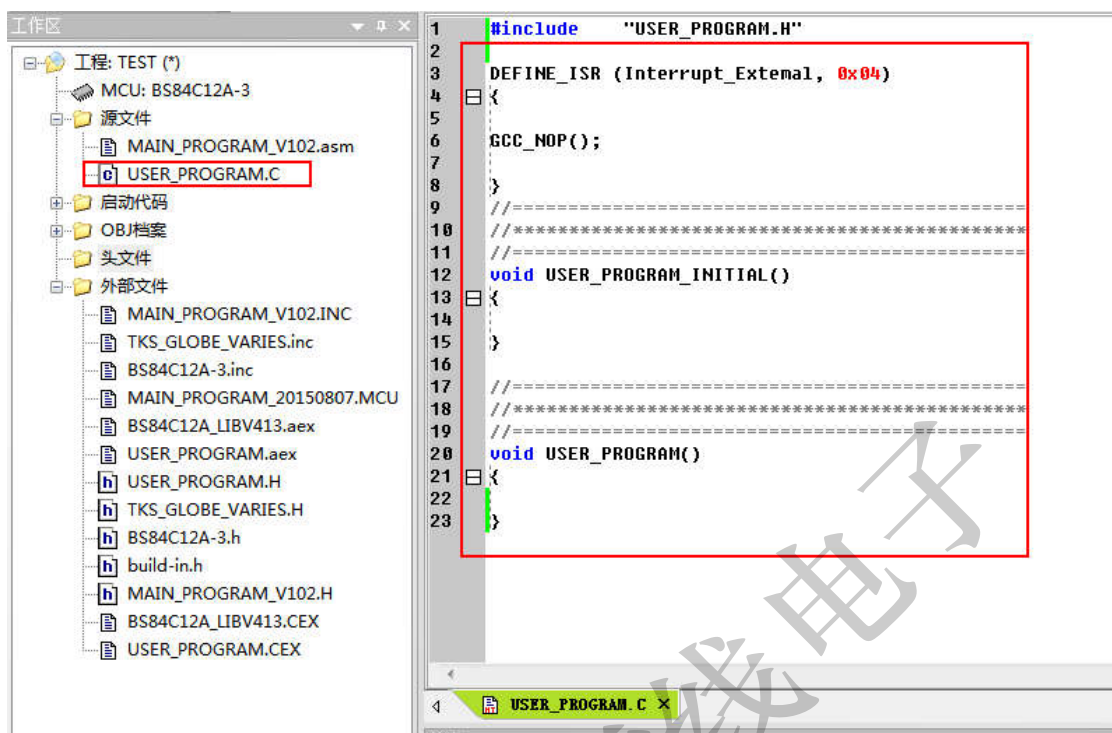 工作区
工程: TEST (*)
MCU: BS84C12A-3
源文件
MAIN_PROGRAM_V102.asm
USER_PROGRAM.C
启动代码
OBJ档案
头文件
外部文件
MAIN_PROGRAM_V102.INC
TKS_GLOBE_VARIES.inc
BS84C12A-3.inc
MAIN_PROGRAM_20150807.MCU
BS84C12A_LIBV413.aex
USER_PROGRAM.aex
USER_PROGRAM.H
TKS_GLOBE_VARIES.H
BS84C12A-3.h
build-in.h
MAIN_PROGRAM_V102.H
BS84C12A_LIBV413.CEX
USER_PROGRAM.CEX
1 #include "USER_PROGRAM.H"
2
3 DEFINE_ISR (Interrupt_Extemal, 0x04)
4 {
5
6 GCC_NOP();
7
8 }
9 //==============================================
10 //**********************************************
11 //==============================================
12 void USER_PROGRAM_INITIAL()
13 {
14
15 }
16
17 //==============================================
18 //**********************************************
19 //==============================================
20 void USER_PROGRAM()
21 {
22
23 }
USER_PROGRAM.C
线电子